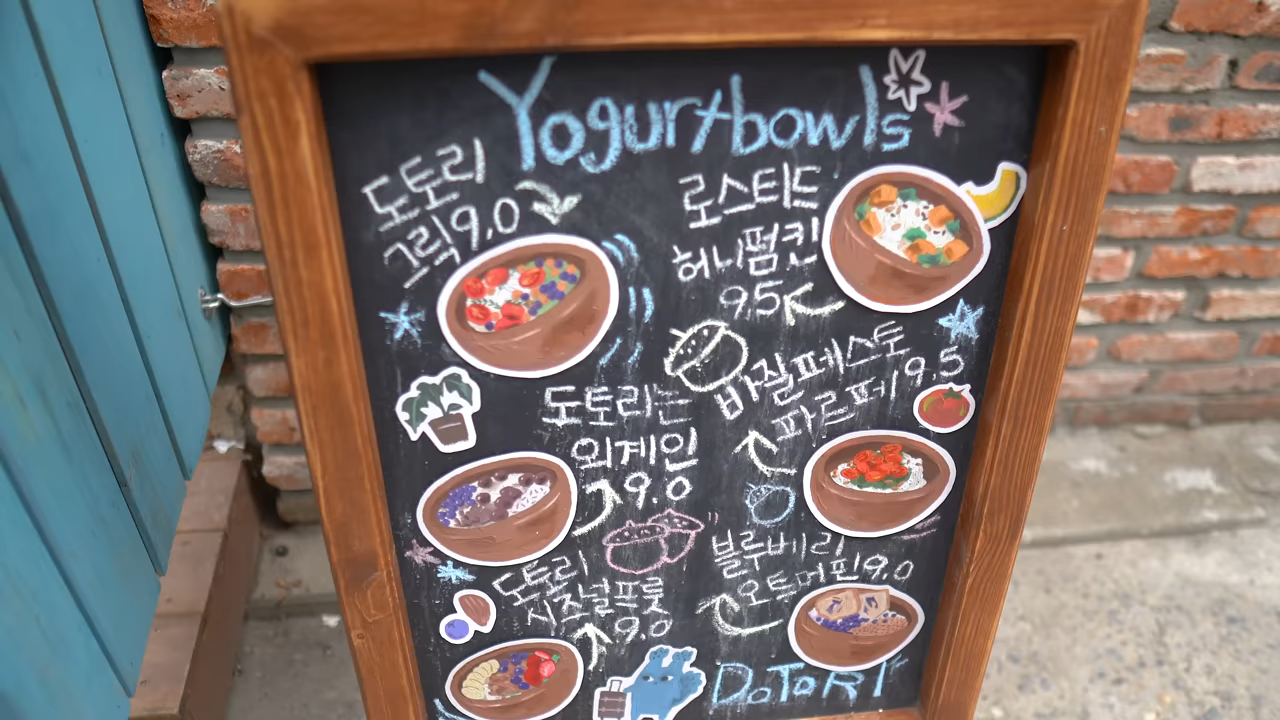 Yogurtbowls
도토리
그릭 9.0
로스티드
허니펌킨
9.5
도토리는
외계인
9.0
바질페스토
파르페 9.5
도토리
시즈널프룻
9.0
블루베리
오트머핀 9.0
DOTORI